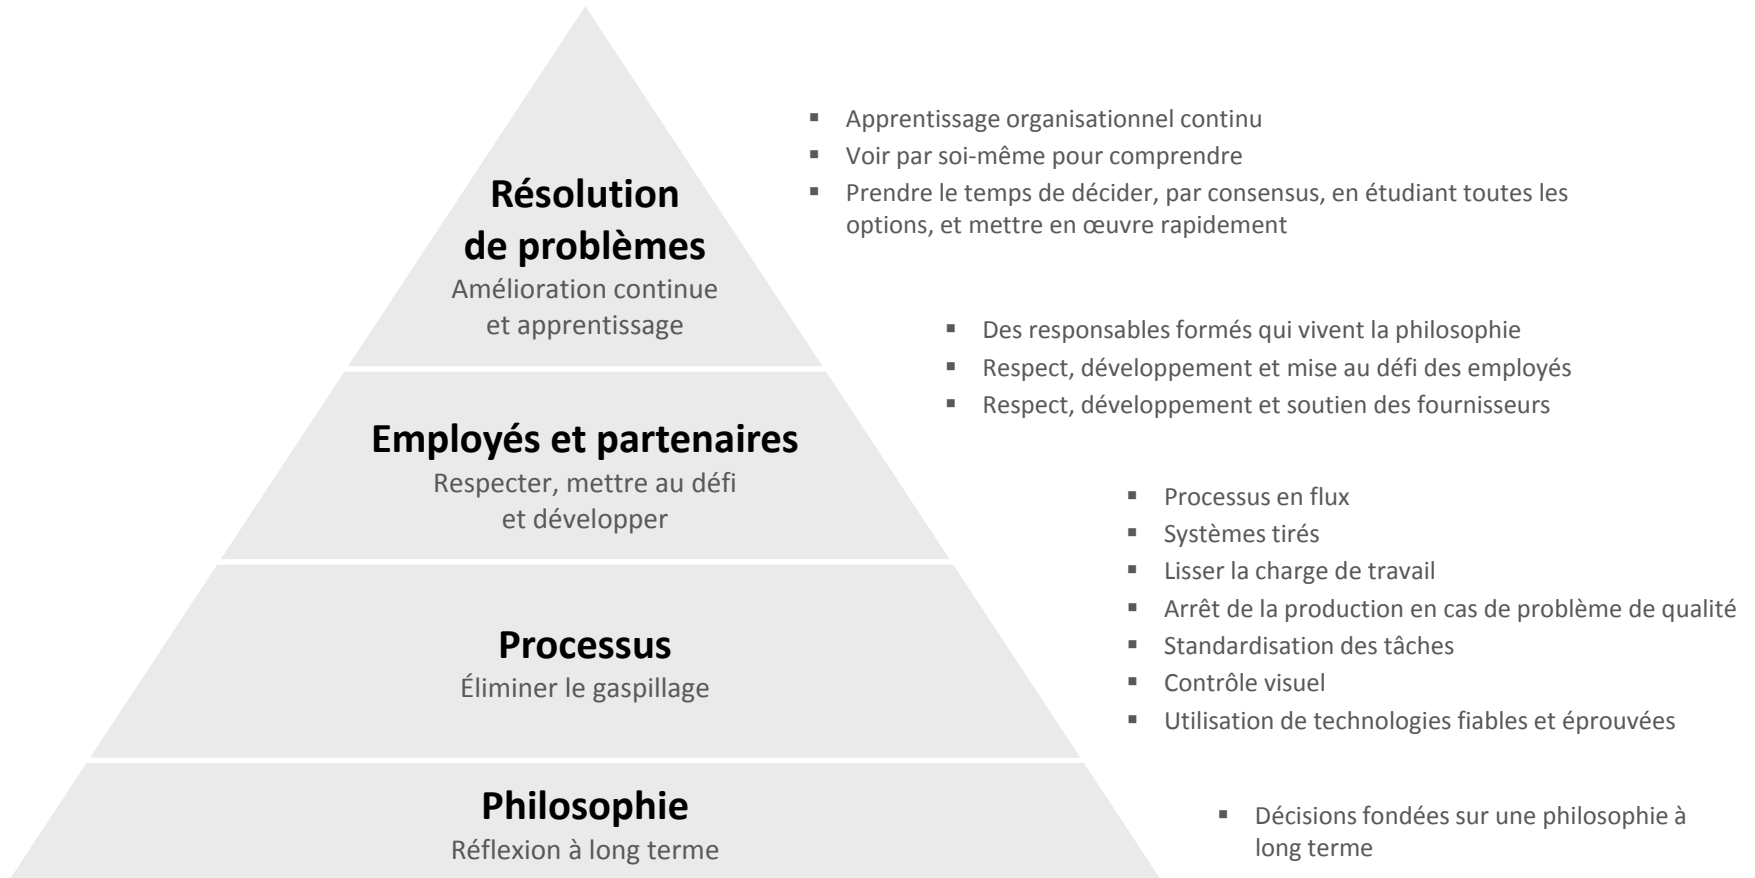 Résolution
de problèmes
Amélioration continue
et apprentissage
▪ Apprentissage organisationnel continu
▪ Voir par soi-même pour comprendre
▪ Prendre le temps de décider, par consensus, en étudiant toutes les
options, et mettre en œuvre rapidement
Employés et partenaires
Respecter, mettre au défi
et développer
▪ Des responsables formés qui vivent la philosophie
▪ Respect, développement et mise au défi des employés
▪ Respect, développement et soutien des fournisseurs
Processus
Éliminer le gaspillage
▪ Processus en flux
▪ Systèmes tirés
▪ Lisser la charge de travail
▪ Arrêt de la production en cas de problème de qualité
▪ Standardisation des tâches
▪ Contrôle visuel
▪ Utilisation de technologies fiables et éprouvées
Philosophie
Réflexion à long terme
▪ Décisions fondées sur une philosophie à
long terme